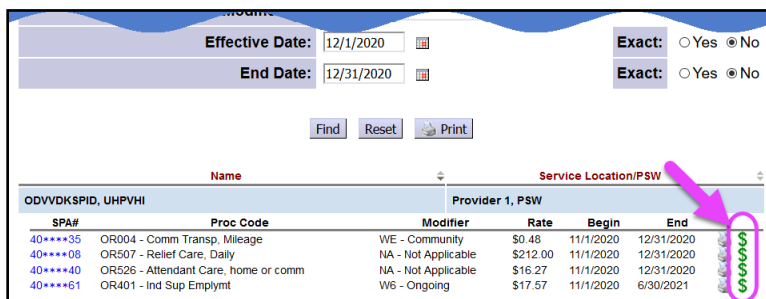 Effective Date: 12/1/2020 Exact: Yes No
End Date: 12/31/2020 Exact: Yes No
Find Reset Print
Name Service Location/PSW
ODVVDKSPID, UHPVHI Provider 1, PSW
SPA# Proc Code Modifier Rate Begin End
40****35 OR004 - Comm Transp, Mileage WE - Community $0.48 11/1/2020 12/31/2020 $
40****08 OR507 - Relief Care, Daily NA - Not Applicable $212.00 11/1/2020 12/31/2020 $
40****40 OR526 - Attendant Care, home or comm NA - Not Applicable $16.27 11/1/2020 12/31/2020 $
40****61 OR401 - Ind Sup Emplymt W6 - Ongoing $17.57 11/1/2020 6/30/2021 $